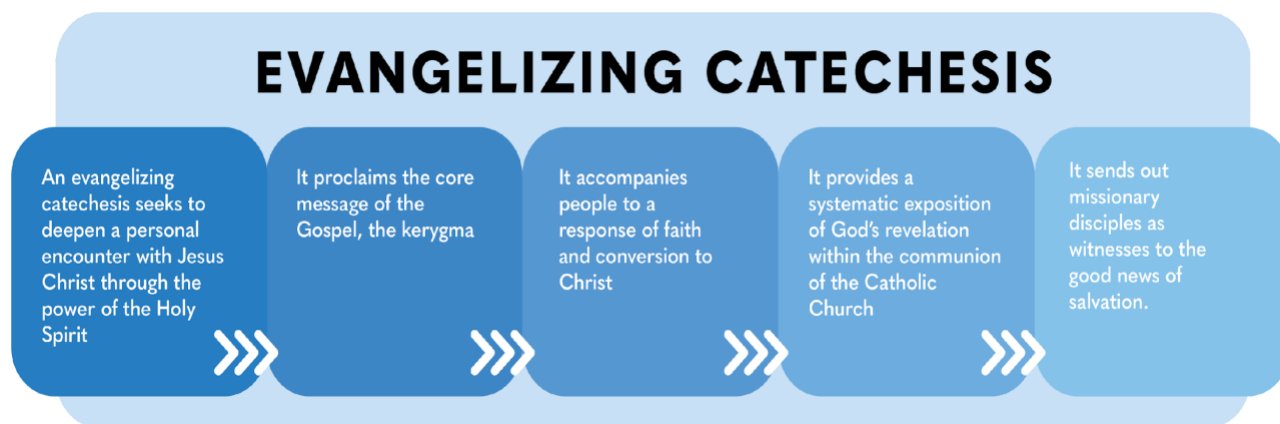 EVANGELIZING CATECHESIS
An evangelizing
catechesis seeks to
deepen a personal
encounter with Jesus
Christ through the
power of the Holy
Spirit
It proclaims the core
message of the
Gospel, the kerygma
It accompanies
people to a
response of faith
and conversion to
Christ
It provides a
systematic exposition
of God's revelation
within the communion
of the Catholic
Church
It sends out
missionary
disciples as
witnesses to the
good news of
salvation.